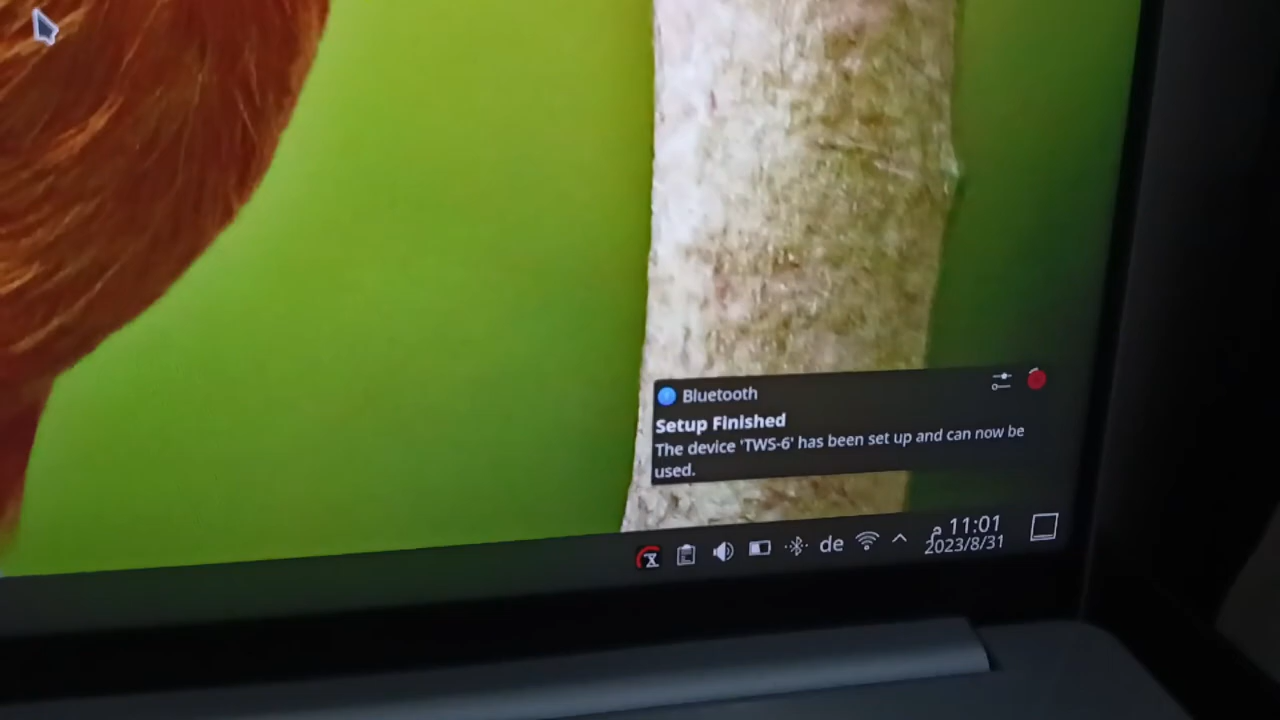 Bluetooth
Setup Finished
The device 'TWS-6' has been set up and can now be
used.
de
م 11:01
2023/8/31